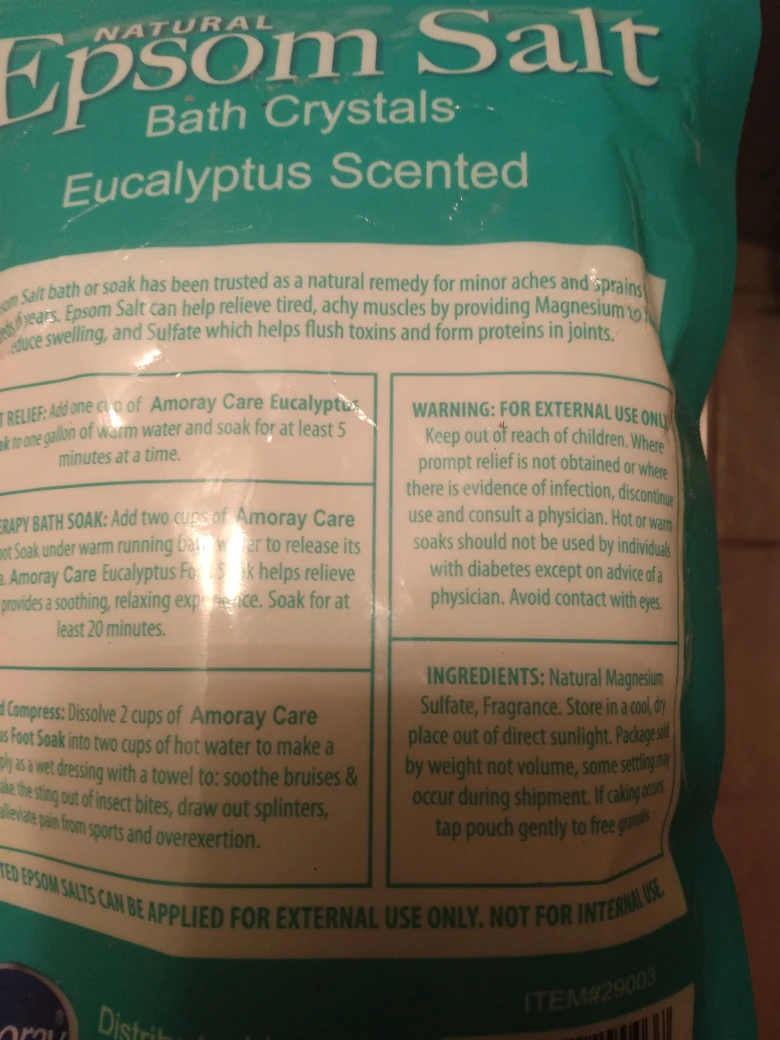 NATURAL
Epsom Salt
Bath Crystals
Eucalyptus Scented
Salt bath or soak has been trusted as a natural remedy for minor aches and sprains
years. Epsom Salt can help relieve tired, achy muscles by providing Magnesium to
swelling, and Sulfate which helps flush toxins and form proteins in joints.
RELIEF: Add one cup of Amoray Care Eucalyptus
to one gallon of warm water and soak for at least 5
minutes at a time.
BATH SOAK: Add two cups of Amoray Care
Soak under warm running bath water to release its
Amoray Care Eucalyptus Foot Soak helps relieve
provides a soothing, relaxing experience. Soak for at
least 20 minutes.
Compress: Dissolve 2 cups of Amoray Care
Foot Soak into two cups of hot water to make a
as a wet dressing with a towel to: soothe bruises &
the sting out of insect bites, draw out splinters,
alleviate pain from sports and overexertion.
WARNING: FOR EXTERNAL USE ONLY
Keep out of reach of children. Where
prompt relief is not obtained or where
there is evidence of infection, discontinue
use and consult a physician. Hot or warm
soaks should not be used by individuals
with diabetes except on advice of a
physician. Avoid contact with eyes.
INGREDIENTS: Natural Magnesium
Sulfate, Fragrance. Store in a cool, dry
place out of direct sunlight. Package sold
by weight not volume, some settling may
occur during shipment. If caking occurs
tap pouch gently to free granules.
EPSOM SALTS CAN BE APPLIED FOR EXTERNAL USE ONLY. NOT FOR INTERNAL USE.
ITEM#29003